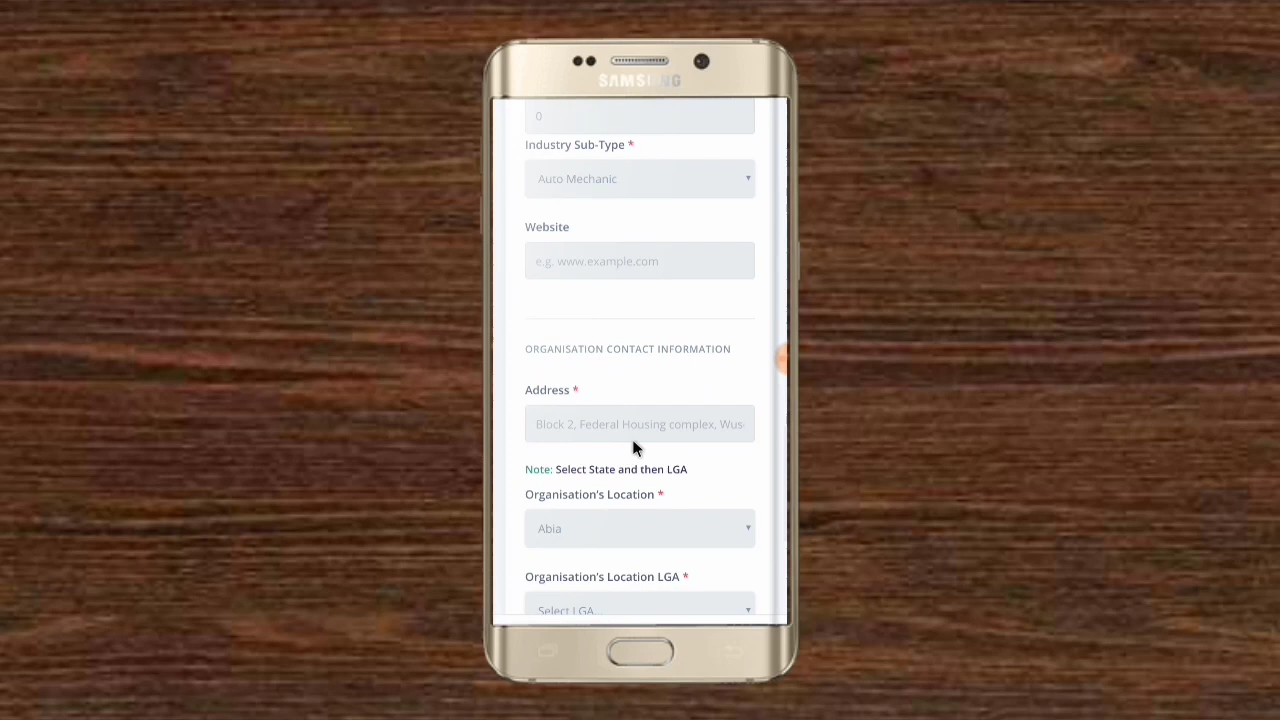 SAMSUNG
0
Industry Sub-Type *
Auto Mechanic
Website
e.g. www.example.com
ORGANISATION CONTACT INFORMATION
Address *
Block 2, Federal Housing complex, Wus
Note: Select State and then LGA
Organisation's Location *
Abia
Organisation's Location LGA *
Select LGA...